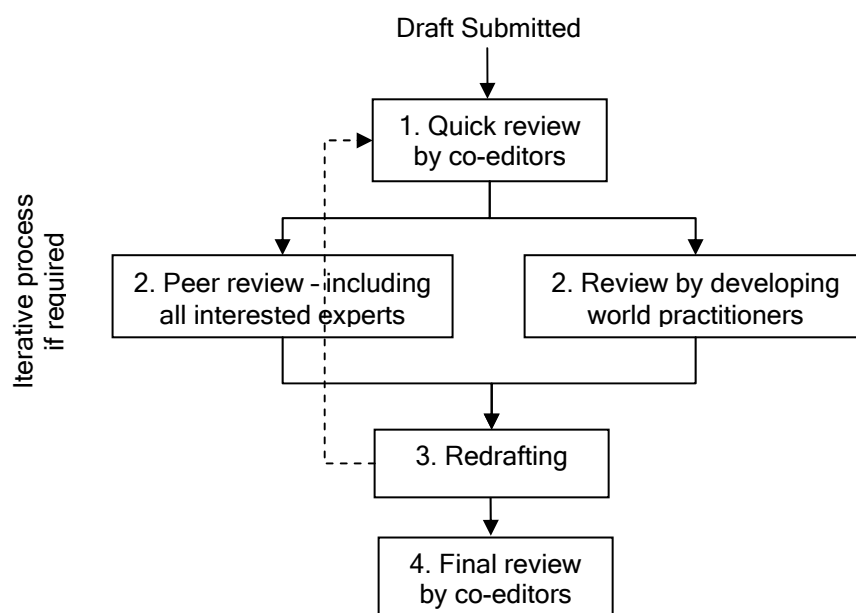 Draft Submitted
1. Quick review
by co-editors
Iterative process
if required
2. Peer review – including
all interested experts
2. Review by developing
world practitioners
3. Redrafting
4. Final review
by co-editors